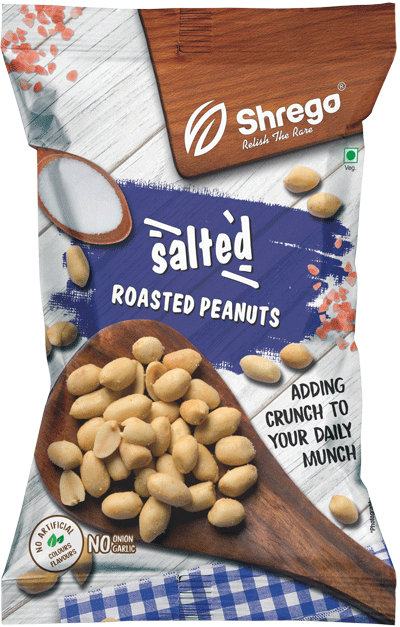 Shrego®
Relish The Rare
Veg.
salted
ROASTED PEANUTS
ADDING
CRUNCH TO
YOUR DAILY
MUNCH
NO ARTIFICIAL
COLOURS
FLAVOURS
NO ONION
GARLIC